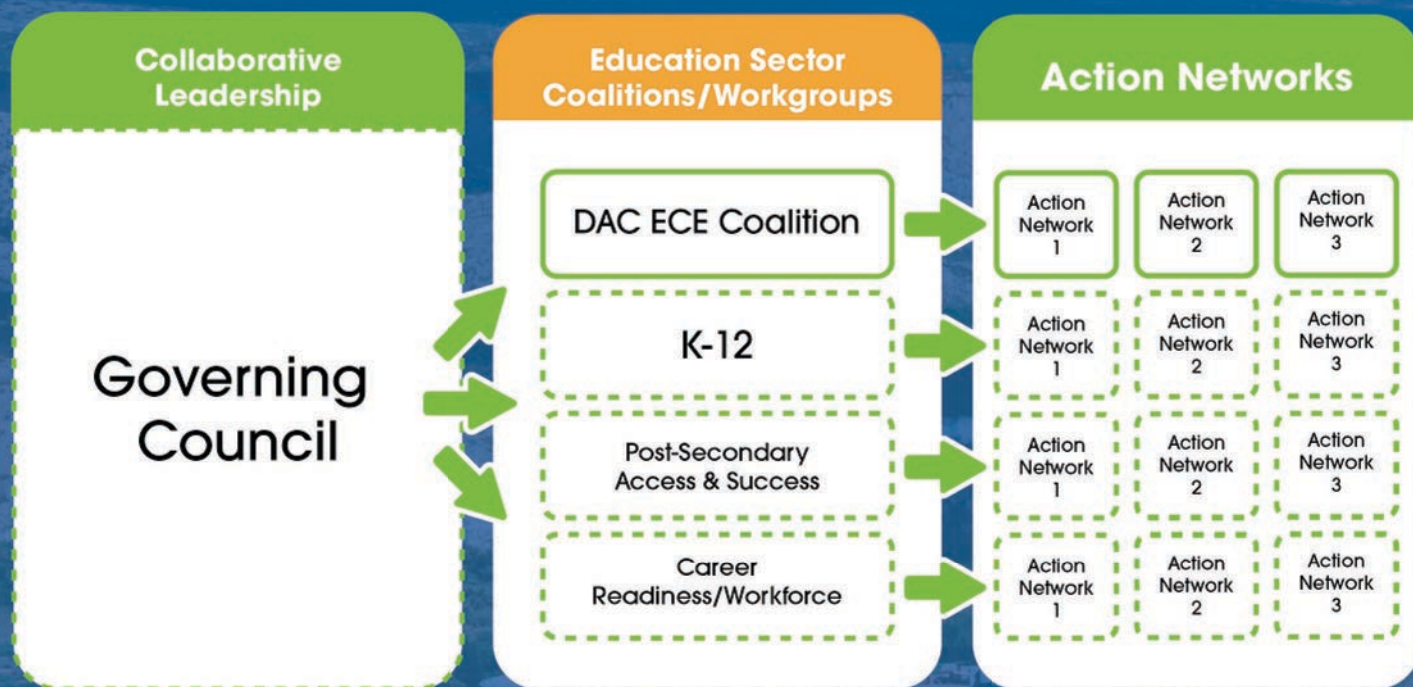 Collaborative
Leadership
Governing
Council
Education Sector
Coalitions/Workgroups
DAC ECE Coalition
K-12
Post-Secondary
Access & Success
Career
Readiness/Workforce
Action Networks
Action
Network
1
Action
Network
2
Action
Network
3
Action
Network
1
Action
Network
2
Action
Network
3
Action
Network
1
Action
Network
2
Action
Network
3
Action
Network
1
Action
Network
2
Action
Network
3